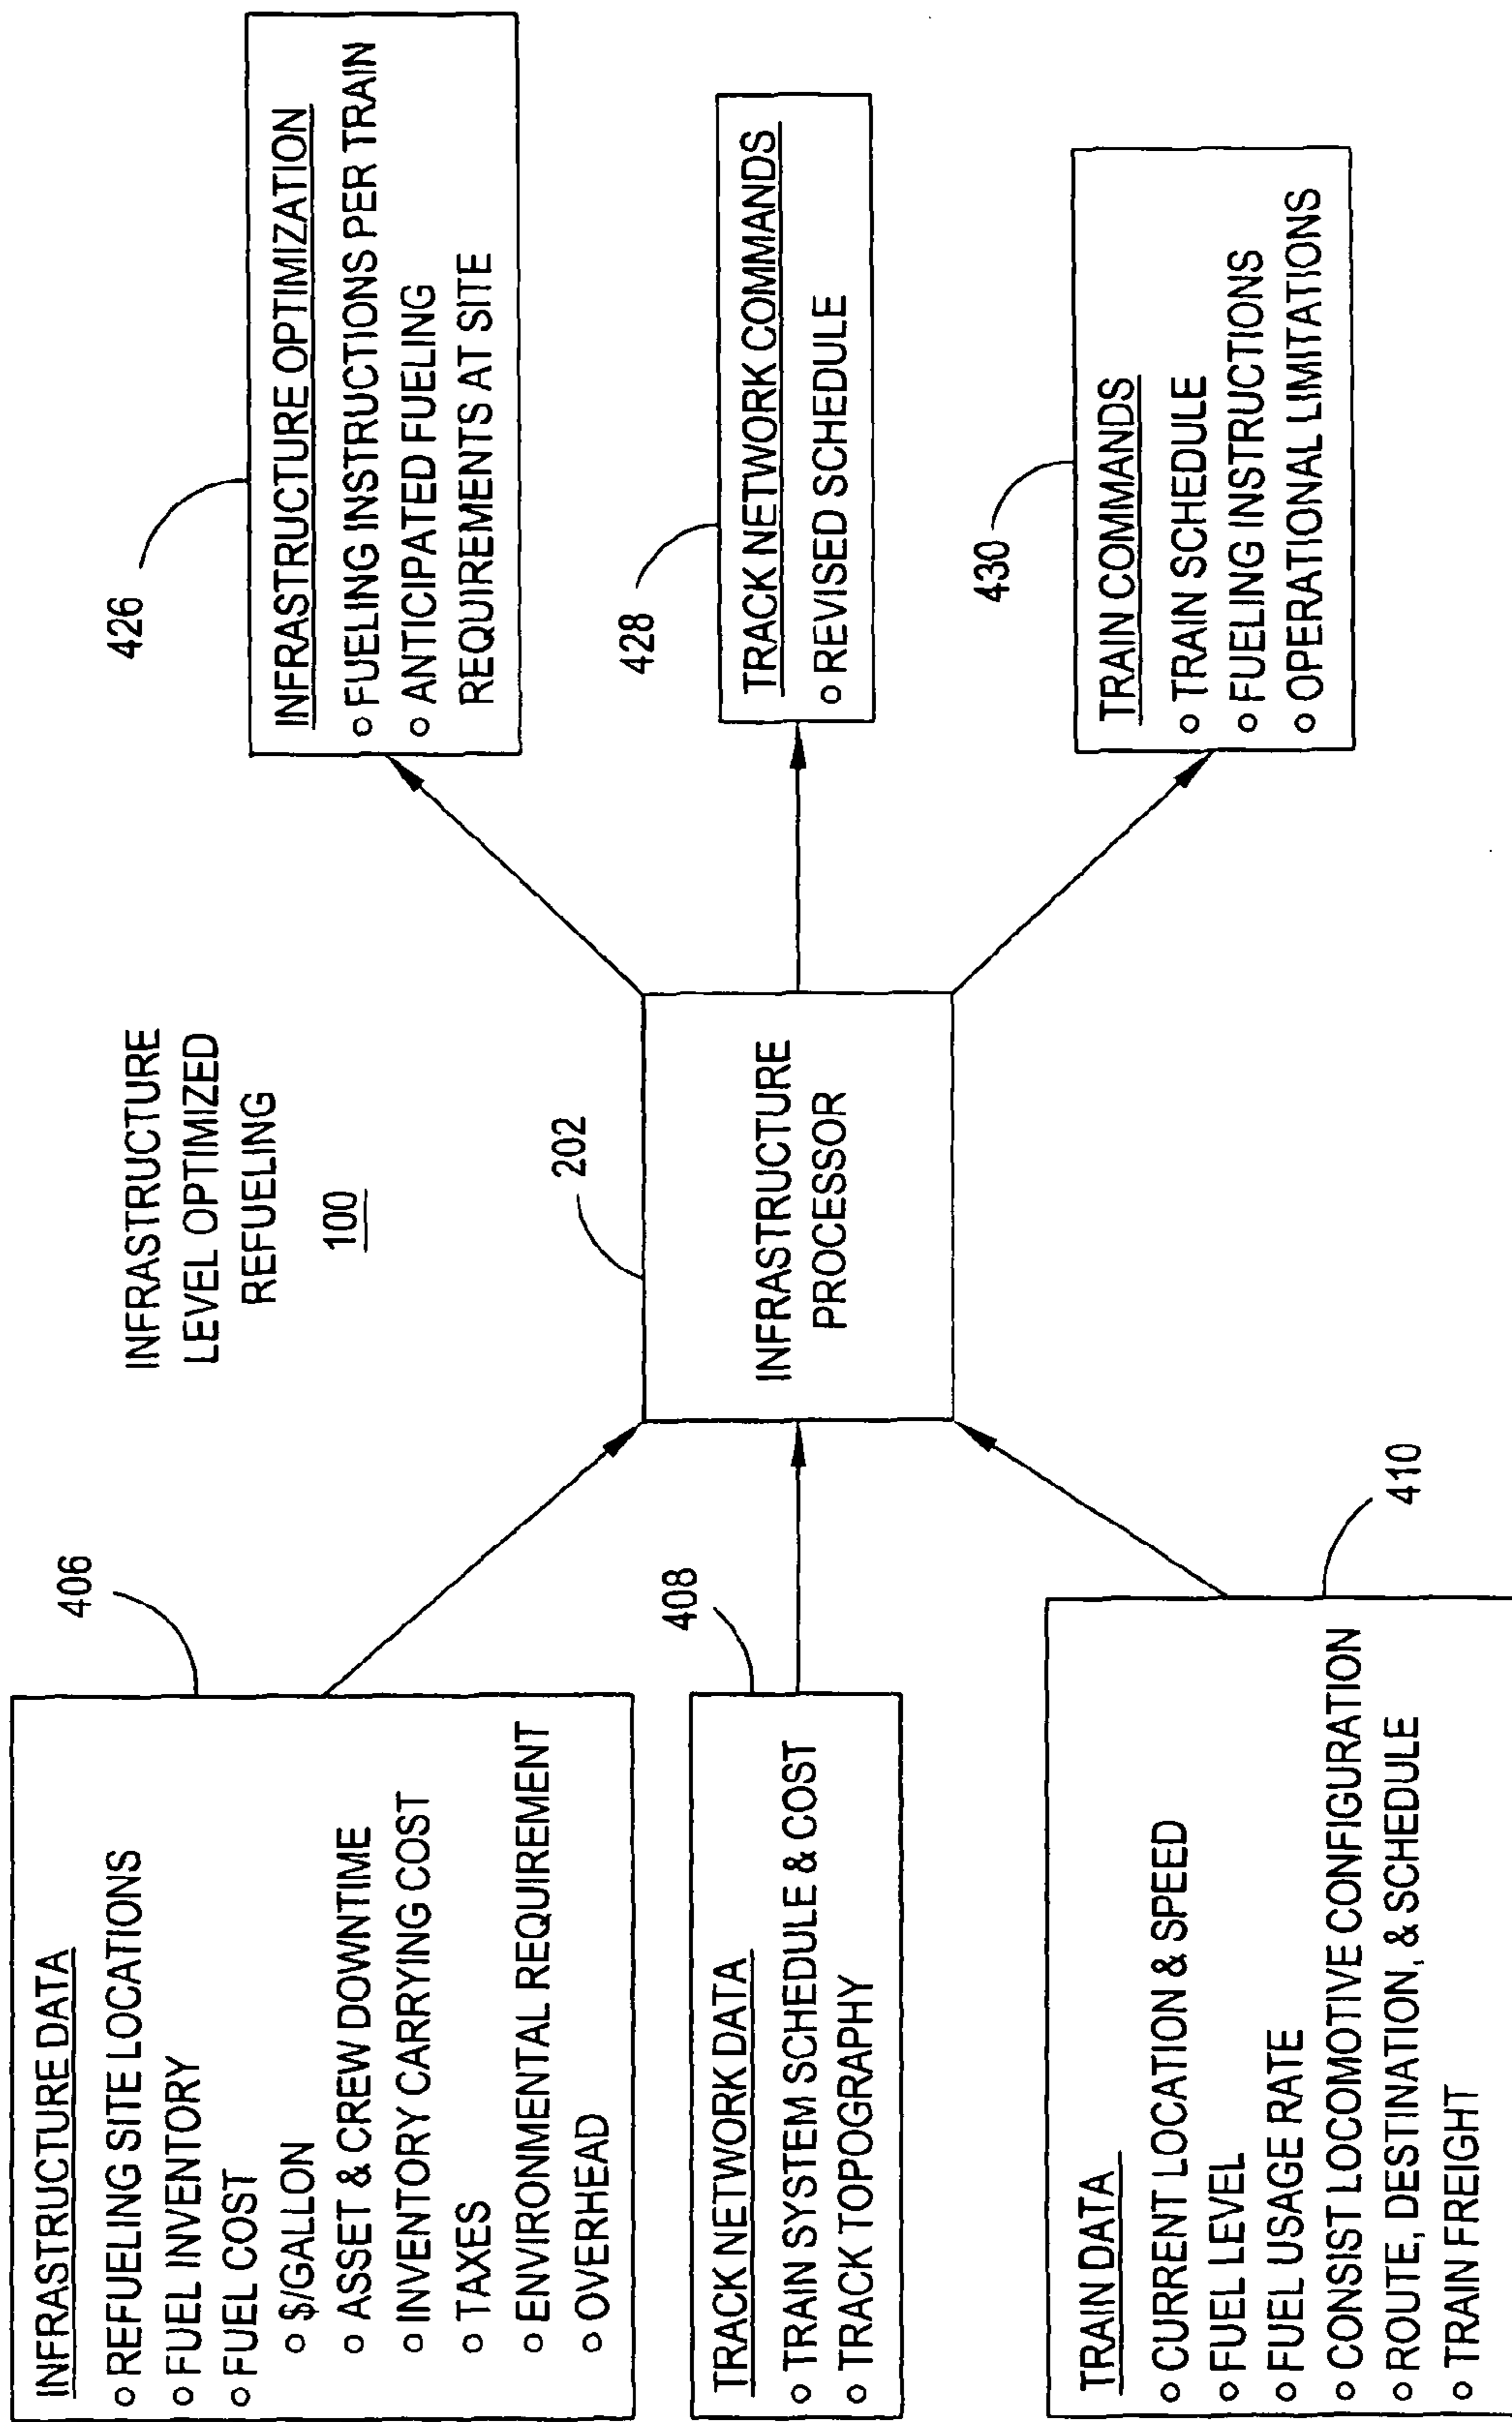 INFRASTRUCTURE
LEVEL OPTIMIZED
REFUELING
100
406
INFRASTRUCTURE DATA
o REFUELING SITE LOCATIONS
o FUEL INVENTORY
o FUEL COST
o $/GALLON
o ASSET & CREW DOWNTIME
o INVENTORY CARRYING COST
o TAXES
o ENVIRONMENTAL REQUIREMENT
o OVERHEAD
408
TRACK NETWORK DATA
o TRAIN SYSTEM SCHEDULE & COST
o TRACK TOPOGRAPHY
410
TRAIN DATA
o CURRENT LOCATION & SPEED
o FUEL LEVEL
o FUEL USAGE RATE
o CONSIST LOCOMOTIVE CONFIGURATION
o ROUTE, DESTINATION, & SCHEDULE
o TRAIN FREIGHT
202
INFRASTRUCTURE
PROCESSOR
426
INFRASTRUCTURE OPTIMIZATION
o FUELING INSTRUCTIONS PER TRAIN
o ANTICIPATED FUELING
REQUIREMENTS AT SITE
428
TRACK NETWORK COMMANDS
o REVISED SCHEDULE
430
TRAIN COMMANDS
o TRAIN SCHEDULE
o FUELING INSTRUCTIONS
o OPERATIONAL LIMITATIONS